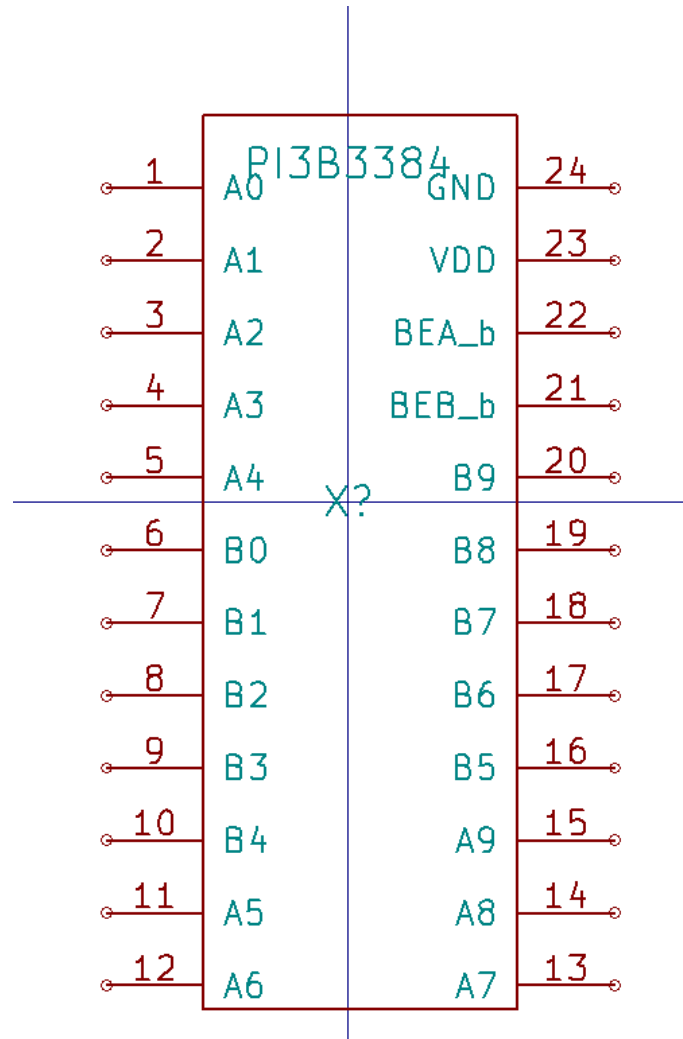 PI3B3384
1 A0 GND 24
2 A1 VDD 23
3 A2 BEA_b 22
4 A3 BEB_b 21
5 A4 B9 20
X?
6 B0 B8 19
7 B1 B7 18
8 B2 B6 17
9 B3 B5 16
10 B4 A9 15
11 A5 A8 14
12 A6 A7 13